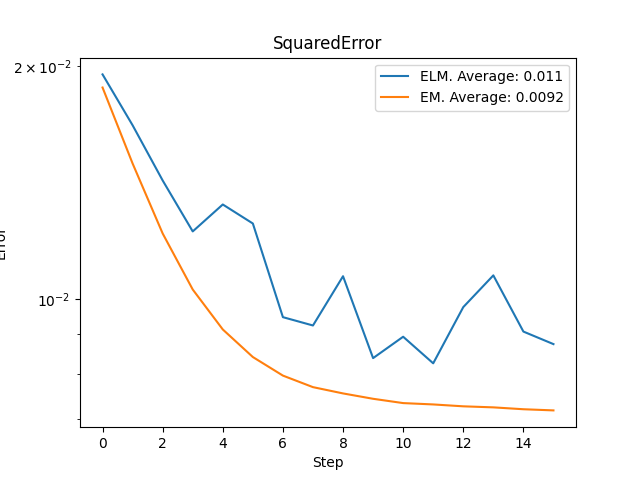 SquaredError
ELM. Average: 0.011
EM. Average: 0.0092
2 × 10⁻²
10⁻²
Error
0 2 4 6 8 10 12 14
Step